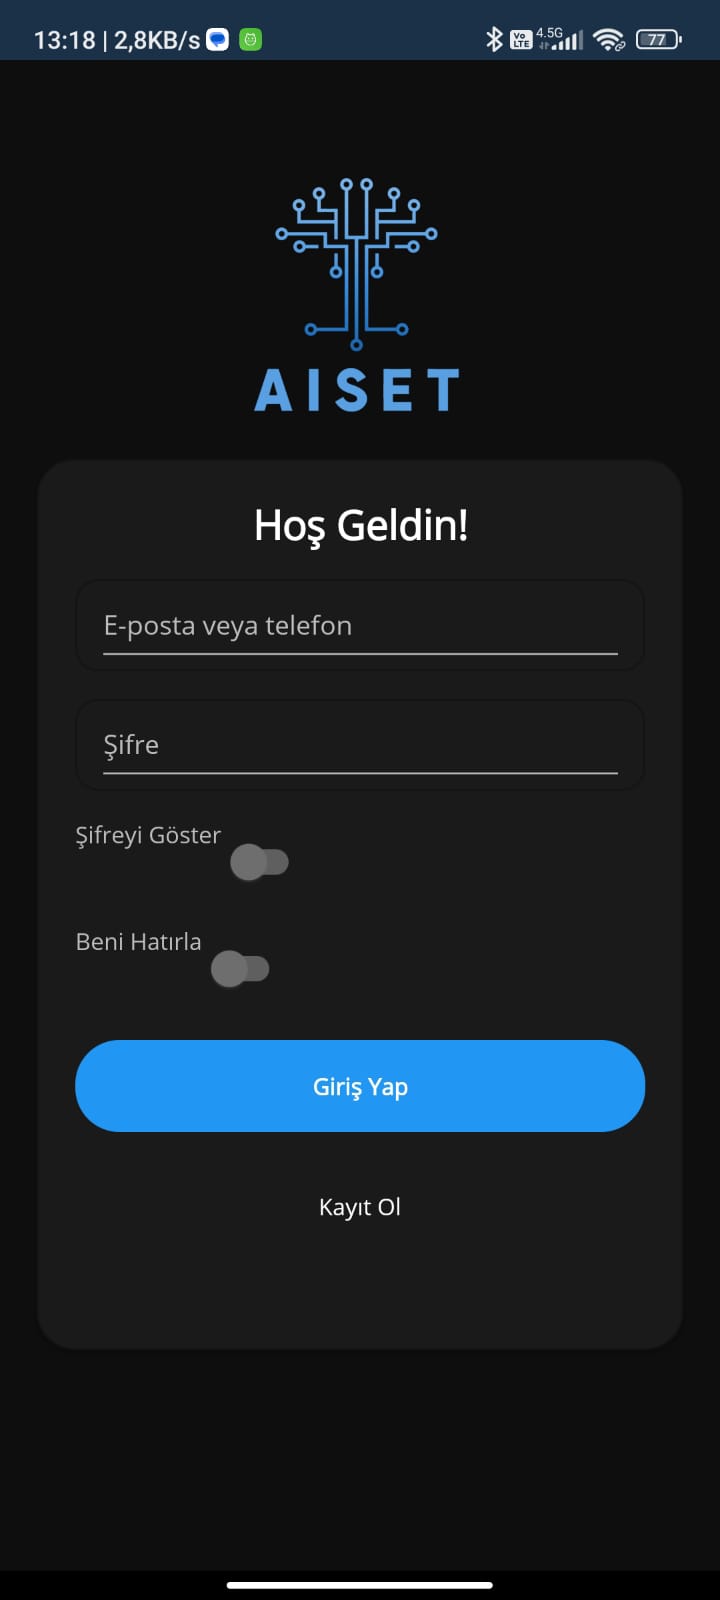 13:18 | 2,8KB/s Vo LTE 4.5G 77
AISET
Hoş Geldin!
E-posta veya telefon
Şifre
Şifreyi Göster
Beni Hatırla
Giriş Yap
Kayıt Ol